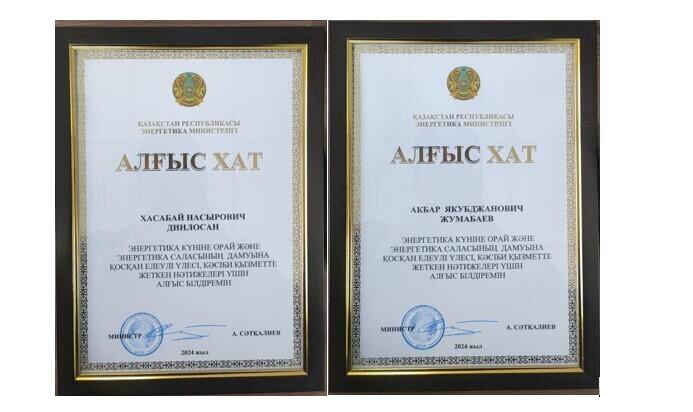 ҚАЗАҚСТАН РЕСПУБЛИКАСЫ
ЭНЕРГЕТИКА МИНИСТРЛІГІ
АЛҒЫС ХАТ
ХАСАБАЙ НАСЫРОВИЧ
ДИНЛОСАН
ЭНЕРГЕТИКА КҮНІНЕ ОРАЙ ЖӘНЕ
ЭНЕРГЕТИКА САЛАСЫНЫҢ ДАМУЫНА
ҚОСҚАН ЕЛЕУЛІ ҮЛЕСІ, КӘСІБИ ҚЫЗМЕТТЕ
ЖЕТКЕН НӘТИЖЕЛЕРІ ҮШІН
АЛҒЫС БІЛДІРЕМІН
МИНИСТР А. СӘТҚАЛИЕВ
2024 жыл
ҚАЗАҚСТАН РЕСПУБЛИКАСЫ
ЭНЕРГЕТИКА МИНИСТРЛІГІ
АЛҒЫС ХАТ
АКБАР ЯКУБДЖАНОВИЧ
ЖУМАБАЕВ
ЭНЕРГЕТИКА КҮНІНЕ ОРАЙ ЖӘНЕ
ЭНЕРГЕТИКА САЛАСЫНЫҢ ДАМУЫНА
ҚОСҚАН ЕЛЕУЛІ ҮЛЕСІ, КӘСІБИ ҚЫЗМЕТТЕ
ЖЕТКЕН НӘТИЖЕЛЕРІ ҮШІН
АЛҒЫС БІЛДІРЕМІН
МИНИСТР А. СӘТҚАЛИЕВ
2024 жыл